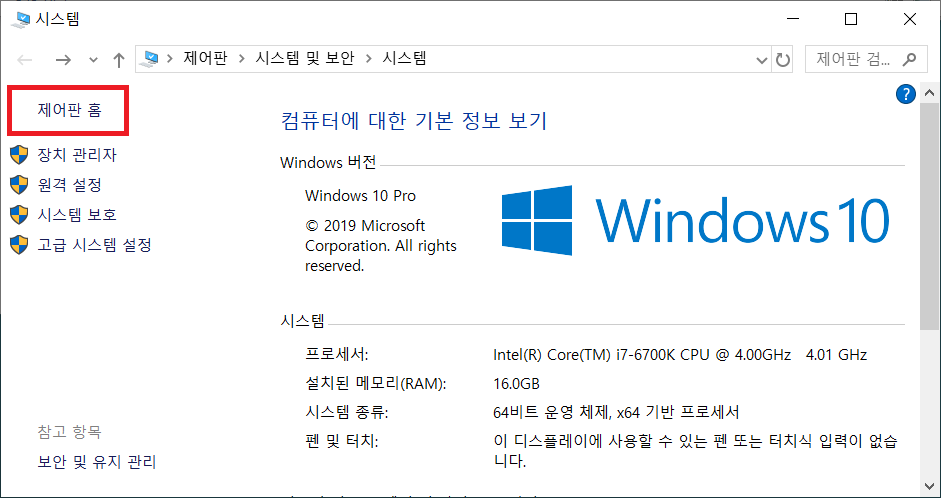 시스템
제어판 > 시스템 및 보안 > 시스템
제어판 검...
제어판 홈
장치 관리자
원격 설정
시스템 보호
고급 시스템 설정
참고 항목
보안 및 유지 관리
컴퓨터에 대한 기본 정보 보기
Windows 버전
Windows 10 Pro
© 2019 Microsoft
Corporation. All rights
reserved.
Windows 10
시스템
프로세서: Intel(R) Core(TM) i7-6700K CPU @ 4.00GHz 4.01 GHz
설치된 메모리(RAM): 16.0GB
시스템 종류: 64비트 운영 체제, x64 기반 프로세서
펜 및 터치: 이 디스플레이에 사용할 수 있는 펜 또는 터치식 입력이 없습
니다.